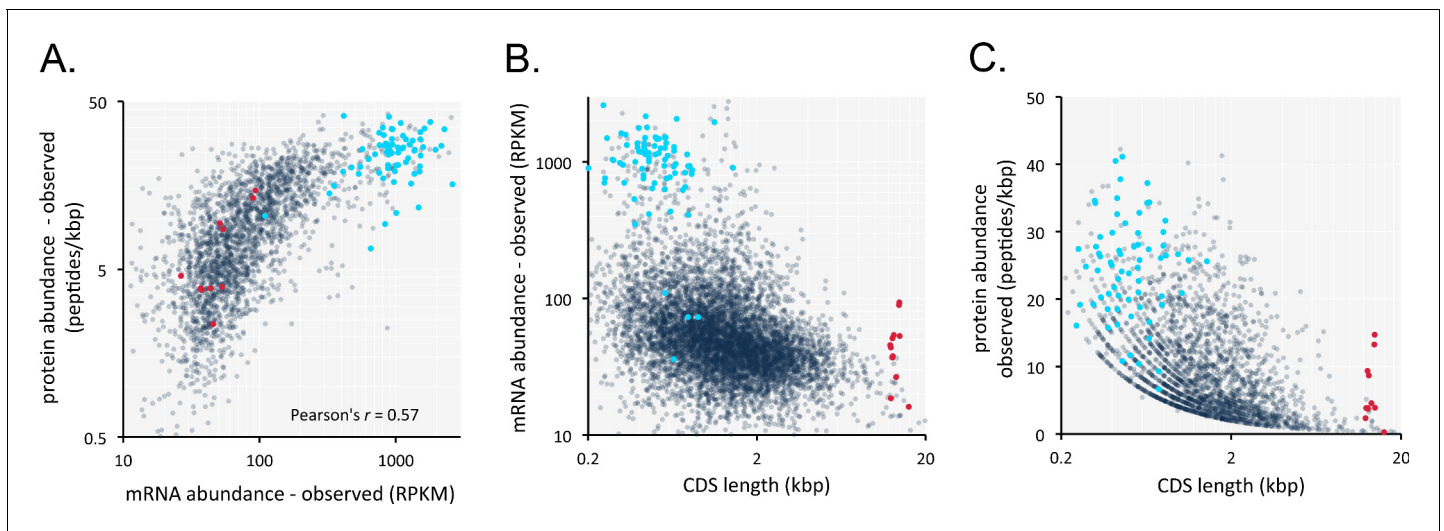 A.
protein abundance - observed
(peptides/kbp)
50
5
0.5
Pearson's r = 0.57
10 100 1000
mRNA abundance - observed (RPKM)
B.
mRNA abundance - observed (RPKM)
1000
100
10
0.2 2 20
CDS length (kbp)
C.
protein abundance
observed (peptides/kbp)
50
40
30
20
10
0
0.2 2 20
CDS length (kbp)